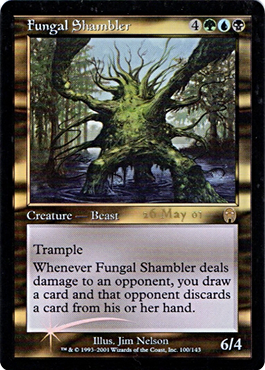 Fungal Shambler 4
26 May 01
Creature — Beast
Trample
Whenever Fungal Shambler deals
damage to an opponent, you draw
a card and that opponent discards
a card from his or her hand.
Illus. Jim Nelson
™ & © 1993–2001 Wizards of the Coast, Inc. 100/143
6/4